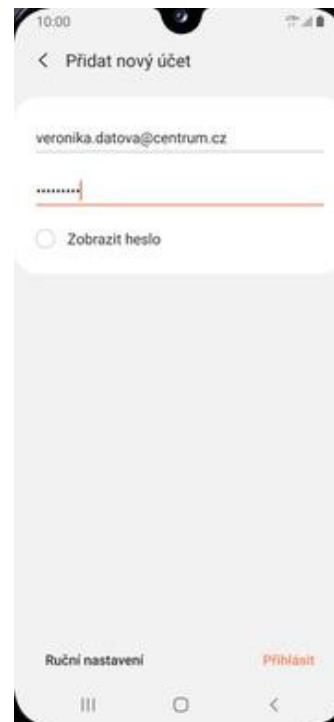 10:00
Přidat nový účet
veronika.datova@centrum.cz
•••••••••
Zobrazit heslo
Ruční nastavení
Přihlásit